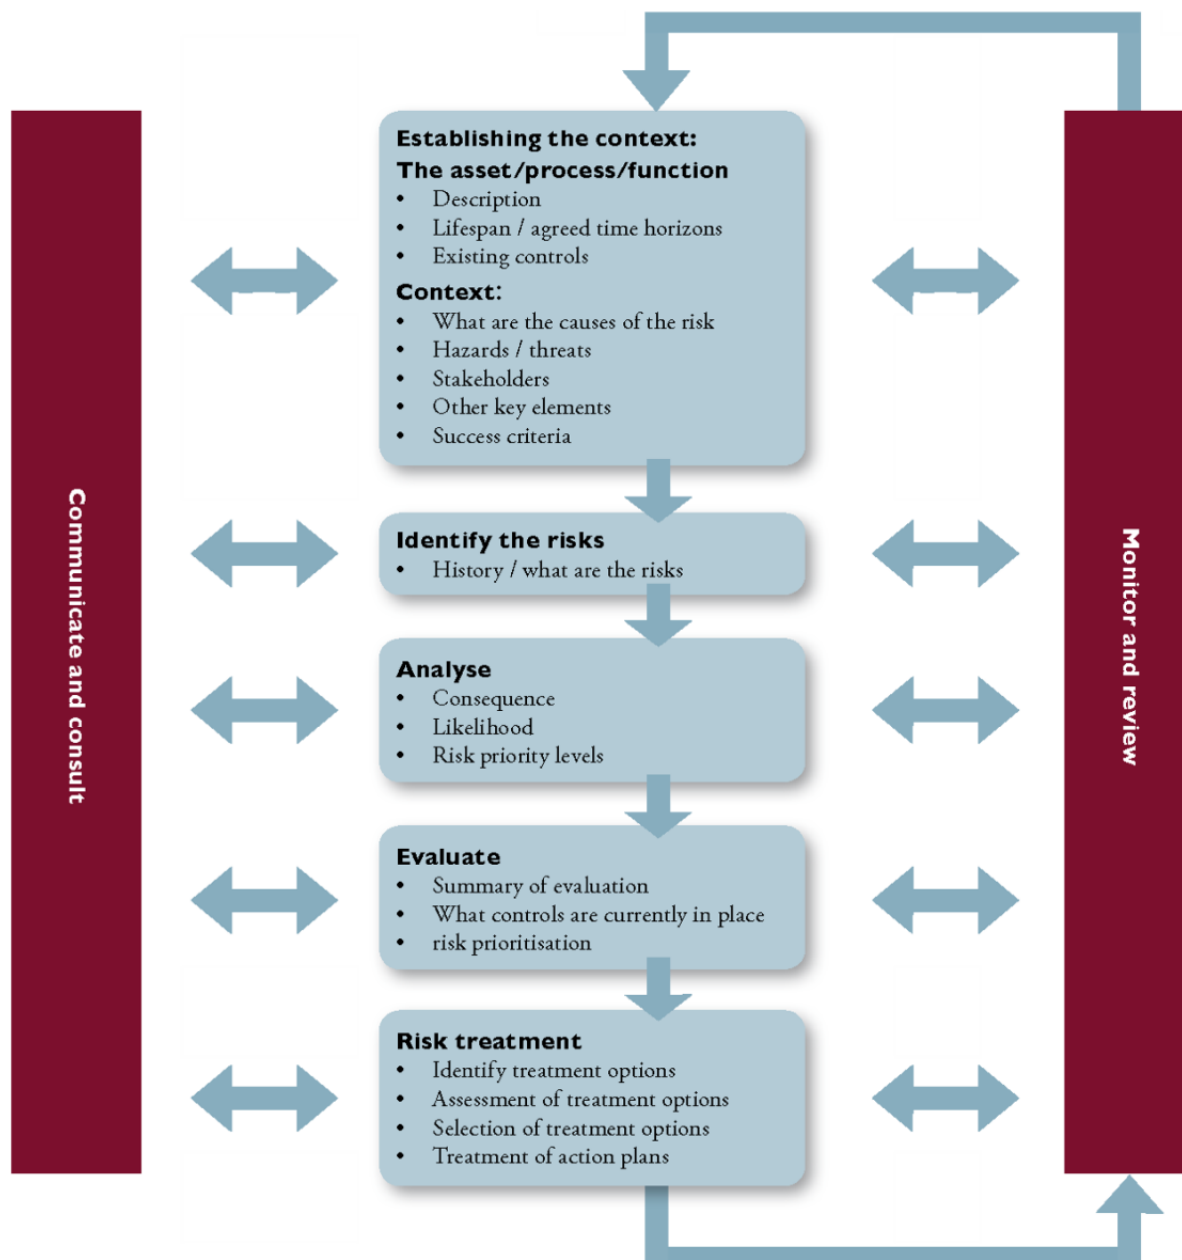 Communicate and consult
Establishing the context:
The asset/process/function
• Description
• Lifespan / agreed time horizons
• Existing controls
Context:
• What are the causes of the risk
• Hazards / threats
• Stakeholders
• Other key elements
• Success criteria
Identify the risks
• History / what are the risks
Analyse
• Consequence
• Likelihood
• Risk priority levels
Evaluate
• Summary of evaluation
• What controls are currently in place
• risk prioritisation
Risk treatment
• Identify treatment options
• Assessment of treatment options
• Selection of treatment options
• Treatment of action plans
Monitor and review